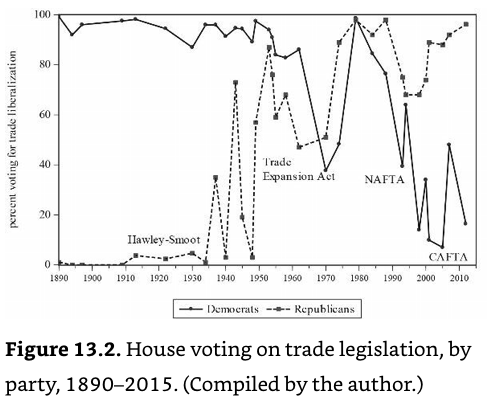 percent voting for trade liberalization
100
80
60
40
20
0
Hawley-Smoot
Trade
Expansion Act
NAFTA
CAFTA
1890 1900 1910 1920 1930 1940 1950 1960 1970 1980 1990 2000 2010
Democrats Republicans
Figure 13.2. House voting on trade legislation, by
party, 1890–2015. (Compiled by the author.)